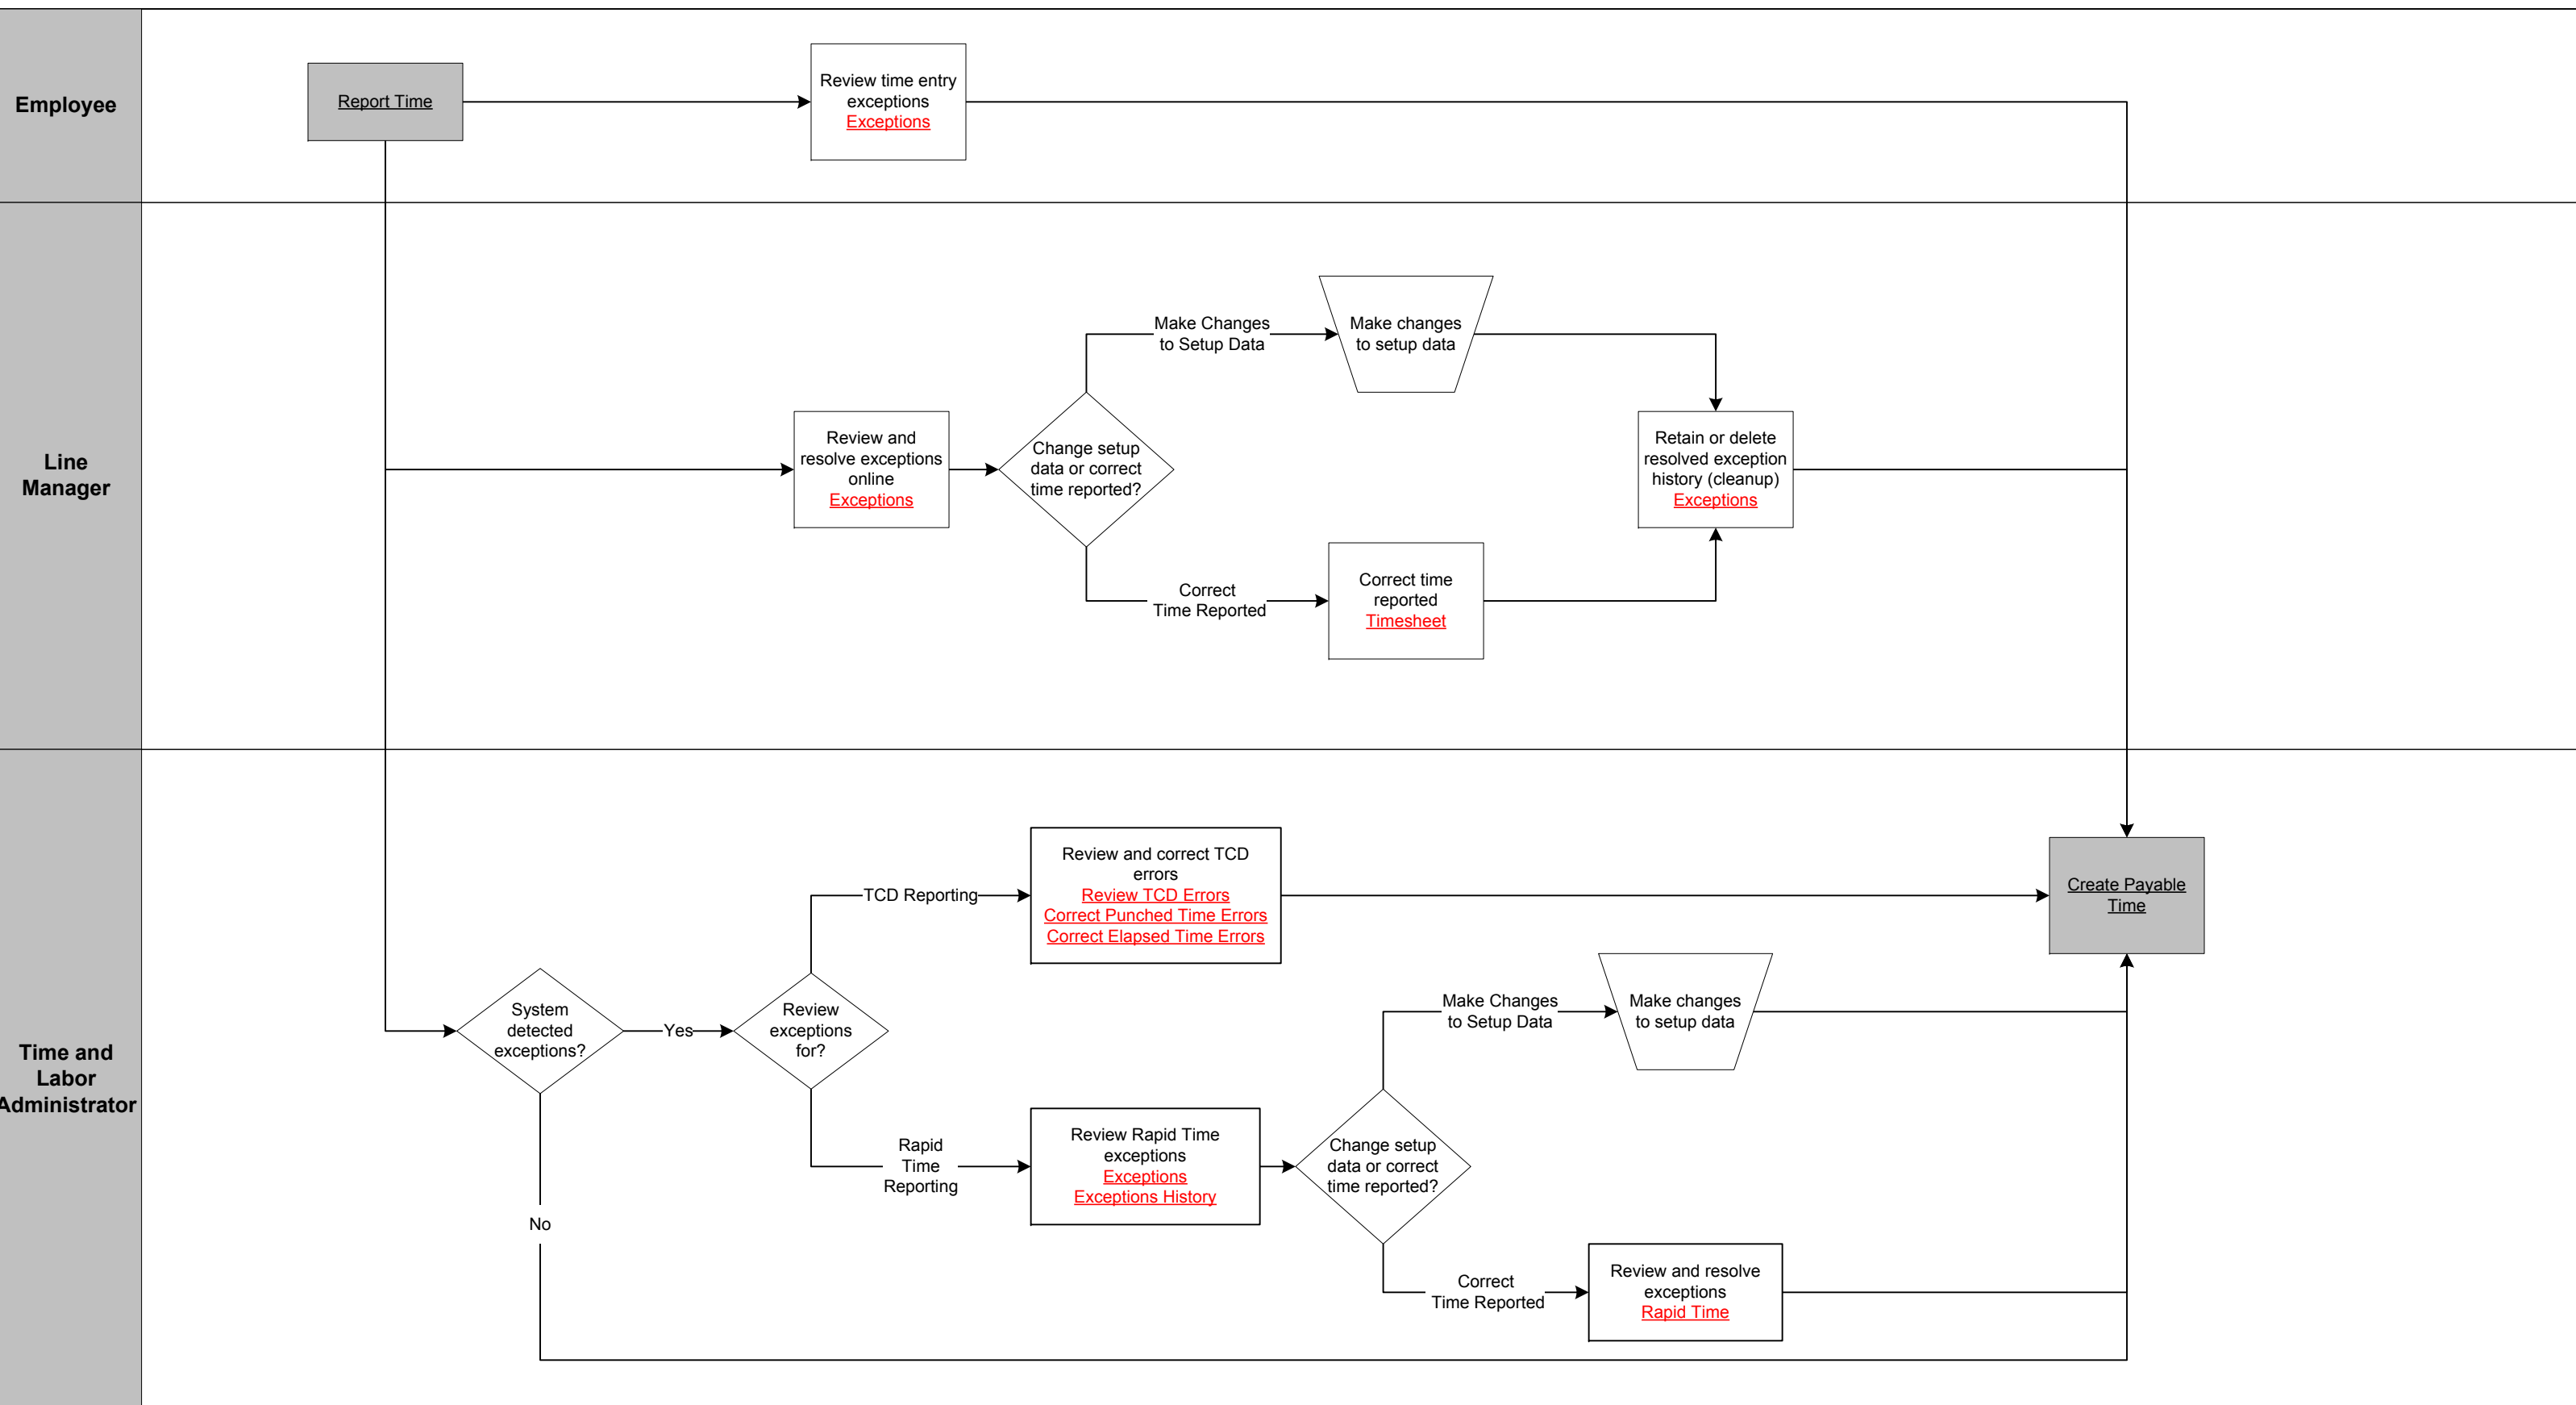 Employee
Report Time
Review time entry
exceptions
Exceptions
Line
Manager
Review and
resolve exceptions
online
Exceptions
Change setup
data or correct
time reported?
Make Changes
to Setup Data
Make changes
to setup data
Correct
Time Reported
Correct time
reported
Timesheet
Retain or delete
resolved exception
history (cleanup)
Exceptions
Time and
Labor
Administrator
System
detected
exceptions?
Yes
No
Review
exceptions
for?
TCD Reporting
Review and correct TCD
errors
Review TCD Errors
Correct Punched Time Errors
Correct Elapsed Time Errors
Rapid
Time
Reporting
Review Rapid Time
exceptions
Exceptions
Exceptions History
Change setup
data or correct
time reported?
Make Changes
to Setup Data
Make changes
to setup data
Correct
Time Reported
Review and resolve
exceptions
Rapid Time
Create Payable
Time